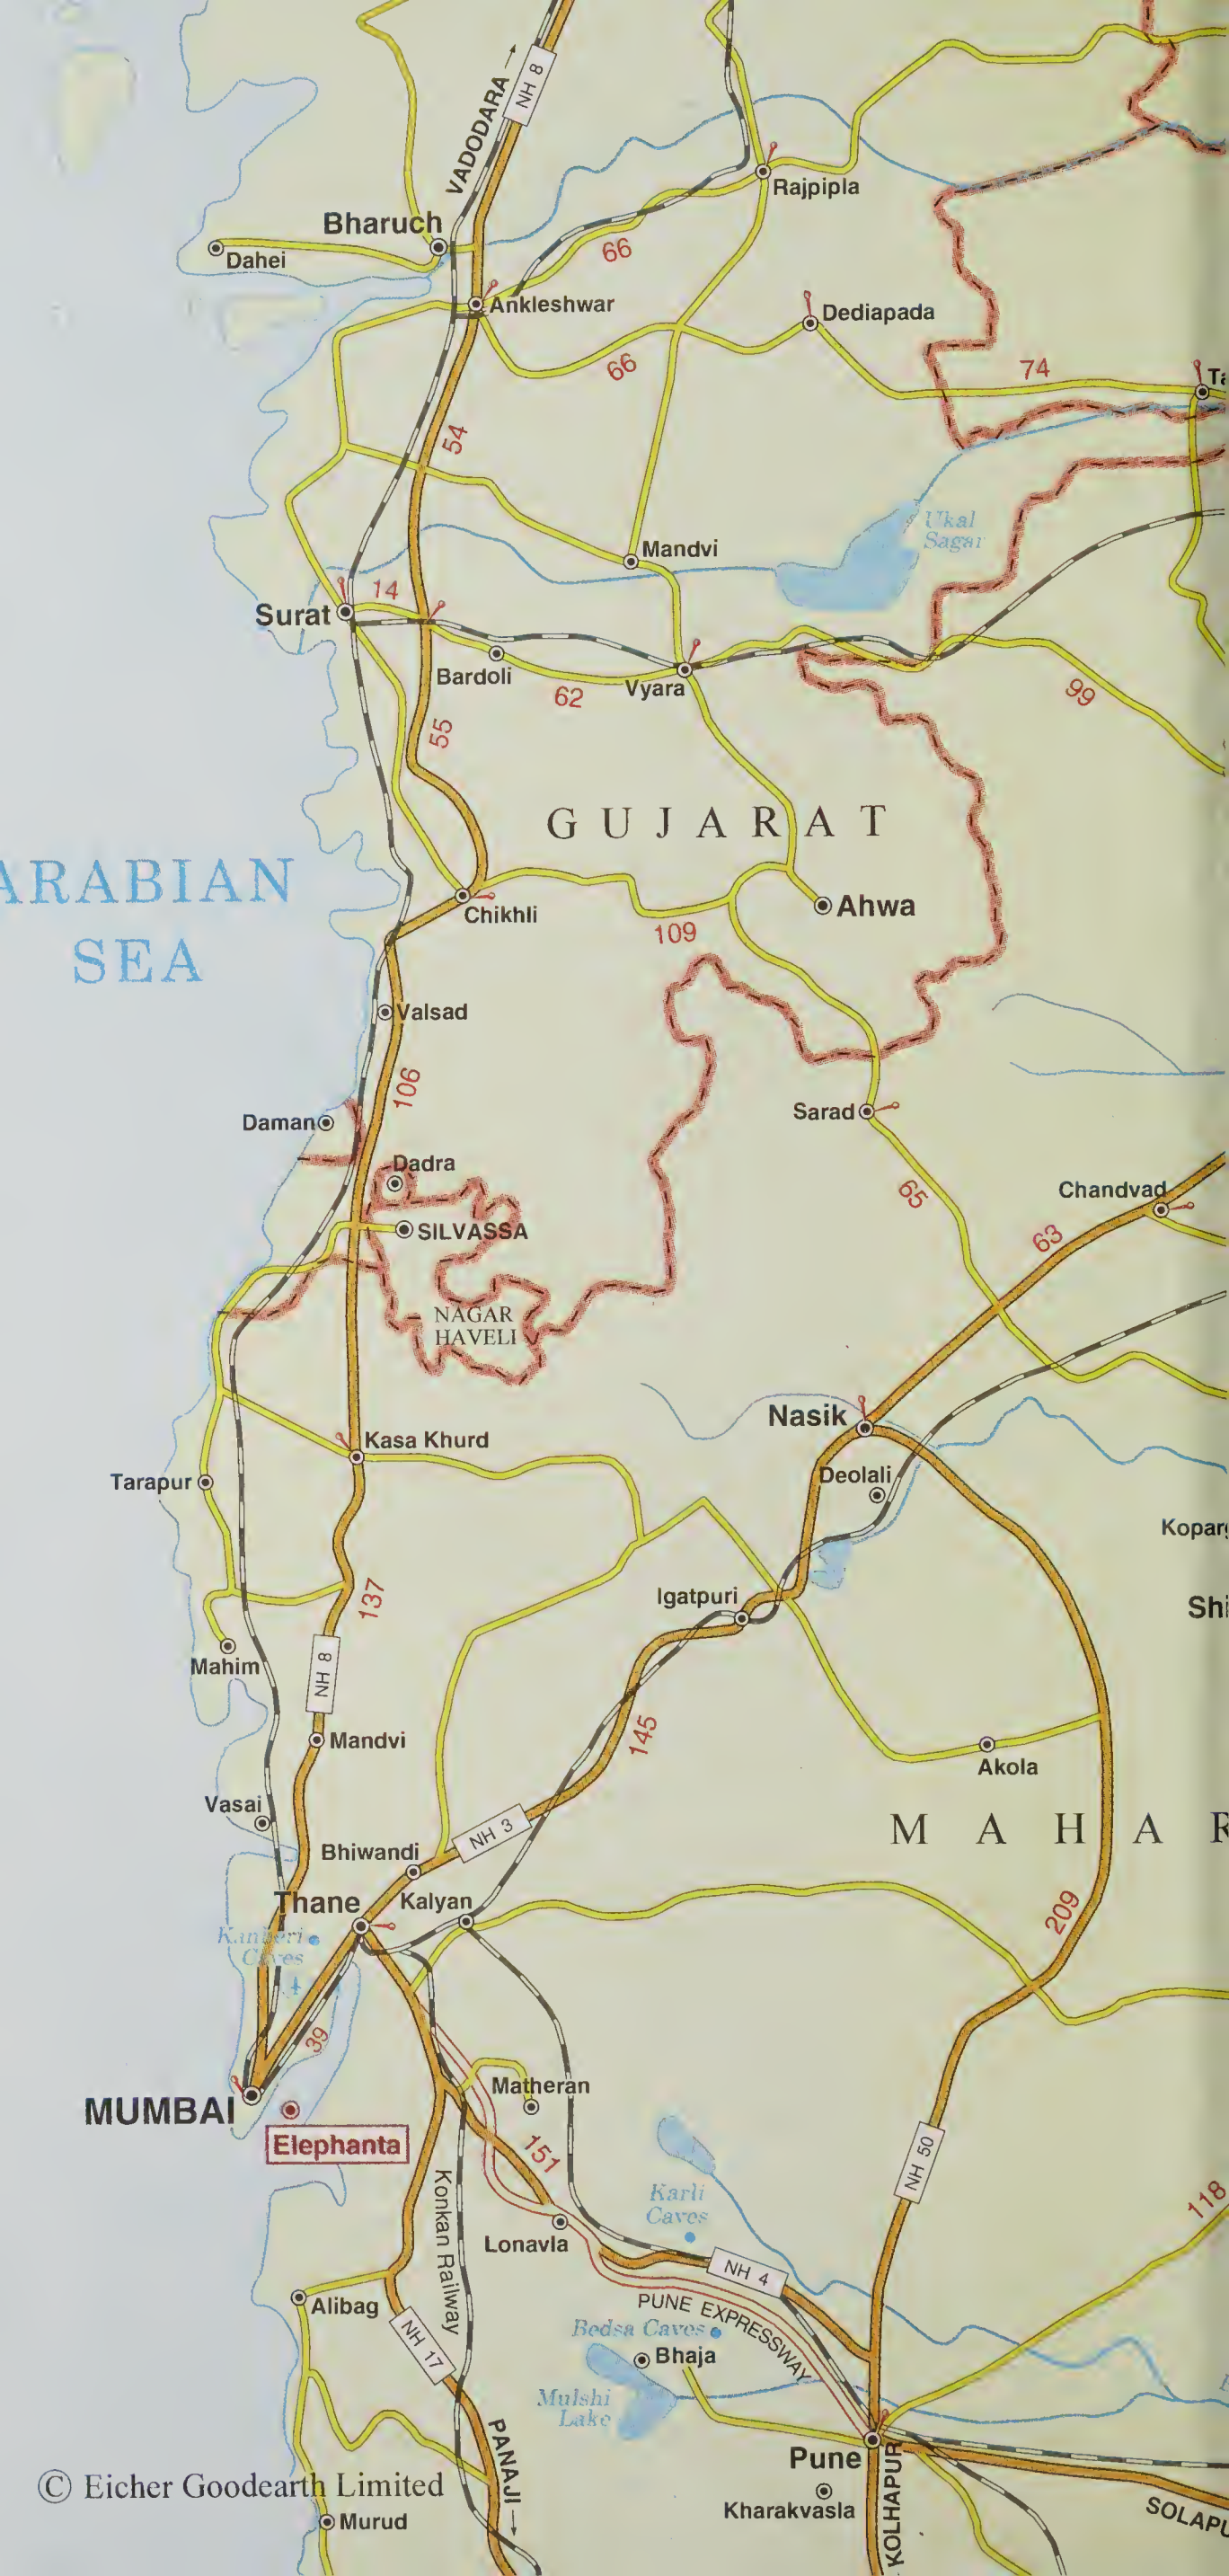 VADODARA →
NH 8
Rajpipla
Bharuch
Dahei
66
Ankleshwar
Dediapada
66
74
54
Ukal
Sagar
Mandvi
14
Surat
Bardoli
62
Vyara
99
55
GUJARAT
ARABIAN
SEA
Ahwa
Chikhli
109
Valsad
106
Sarad
Daman
Dadra
65
Chandvad
SILVASSA
63
NAGAR
HAVELI
Nasik
Kasa Khurd
Deolali
Tarapur
Igatpuri
137
Mahim
NH 8
145
Mandvi
Akola
Vasai
NH 3
Bhiwandi
Thane
Kalyan
209
Kanheri
Caves
39
Matheran
MUMBAI
Elephanta
151
NH 50
Karli
Caves
118
Konkan Railway
Lonavla
NH 4
Alibag
PUNE EXPRESSWAY
NH 17
Bedsa Caves
Bhaja
Mulshi
Lake
PANAJI →
Pune
KOLHAPUR
© Eicher Goodearth Limited
Kharakvasla
Murud